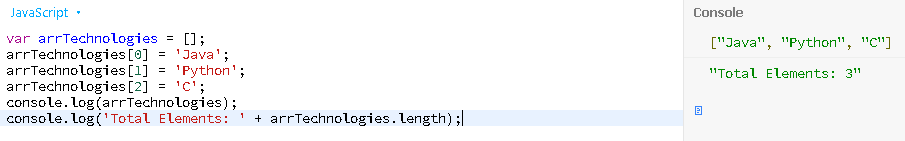 JavaScript
var arrTechnologies = [];
arrTechnologies[0] = 'Java';
arrTechnologies[1] = 'Python';
arrTechnologies[2] = 'C';
console.log(arrTechnologies);
console.log('Total Elements: ' + arrTechnologies.length);
Console
["Java", "Python", "C"]
"Total Elements: 3"